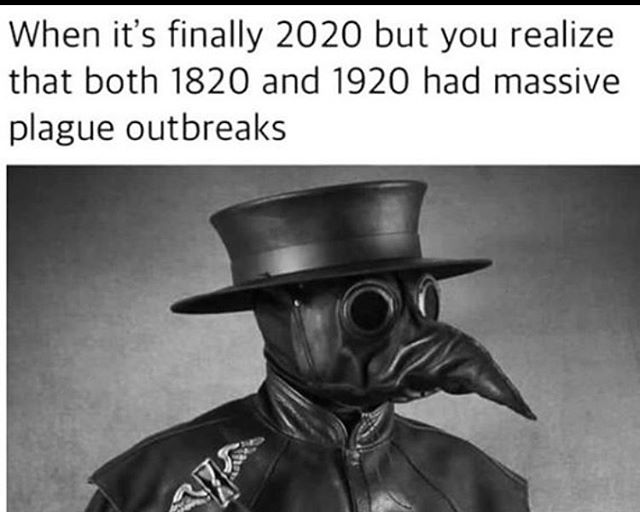 When it's finally 2020 but you realize
that both 1820 and 1920 had massive
plague outbreaks